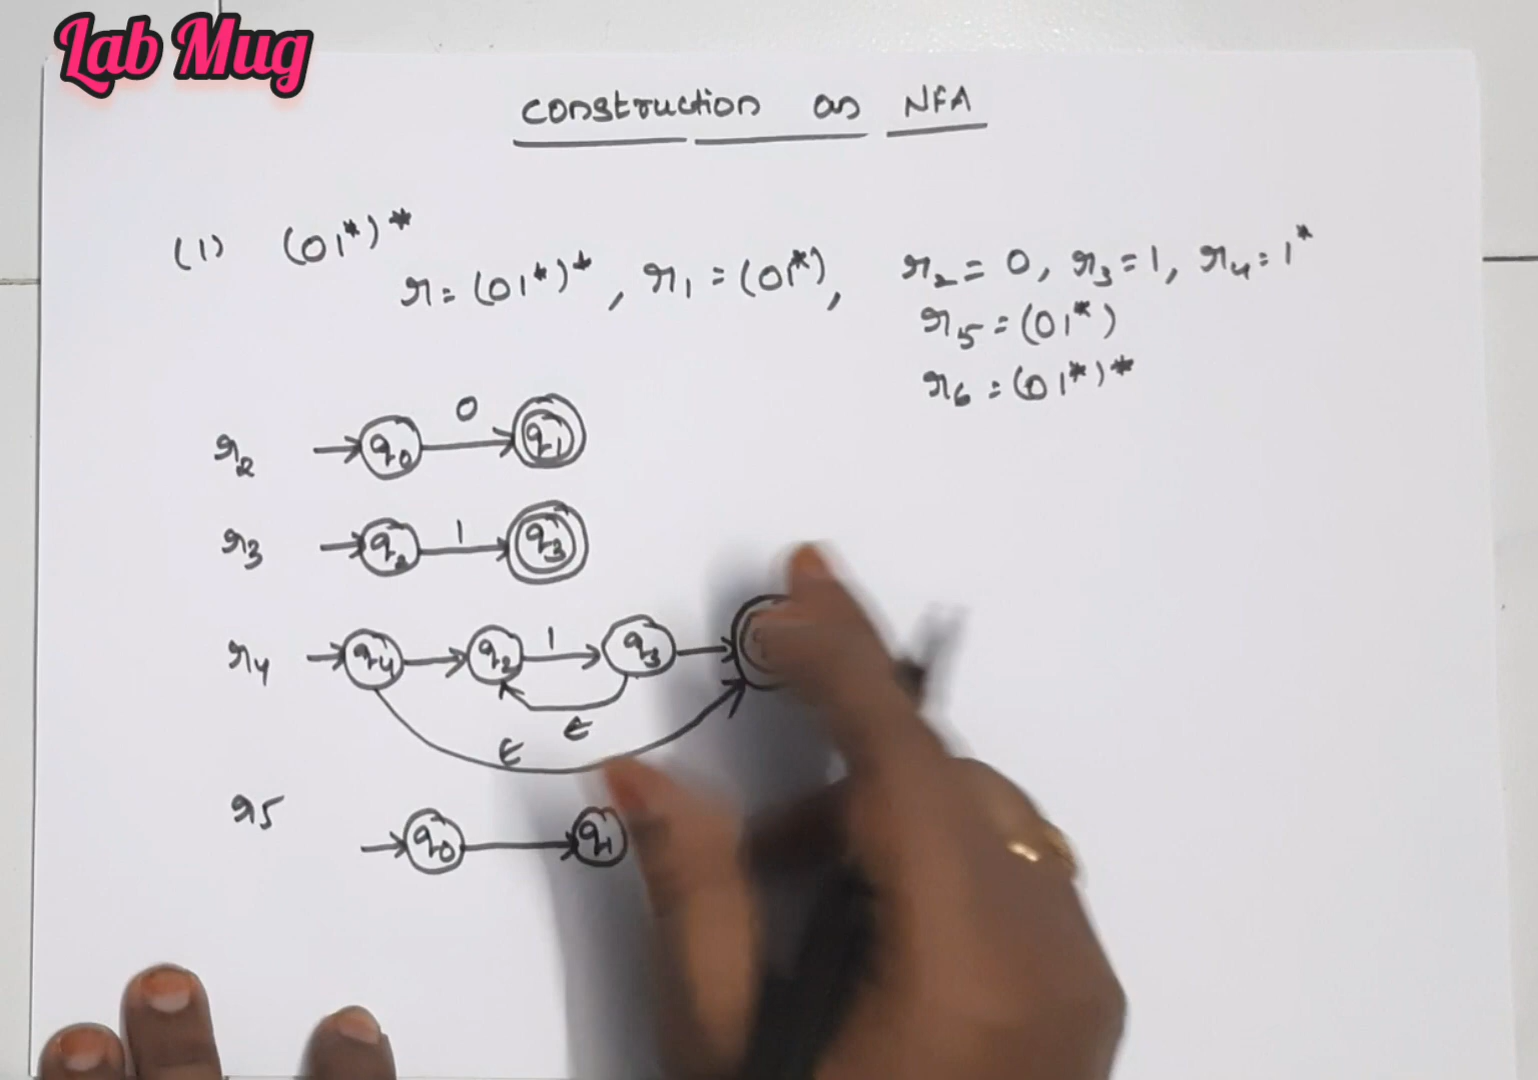 Lab Mug
construction as NFA
(1) (01*)*
r = (01*)*, r₁ = (01*), r₂ = 0, r₃ = 1, r₄ = 1*
r₅ = (01*)
r₆ = (01*)*
r₂ q₀ 0 q₁
r₃ q₂ 1 q₃
r₄ q₄ q₂ 1 q₃
ε
ε
r5 q₀ q₁